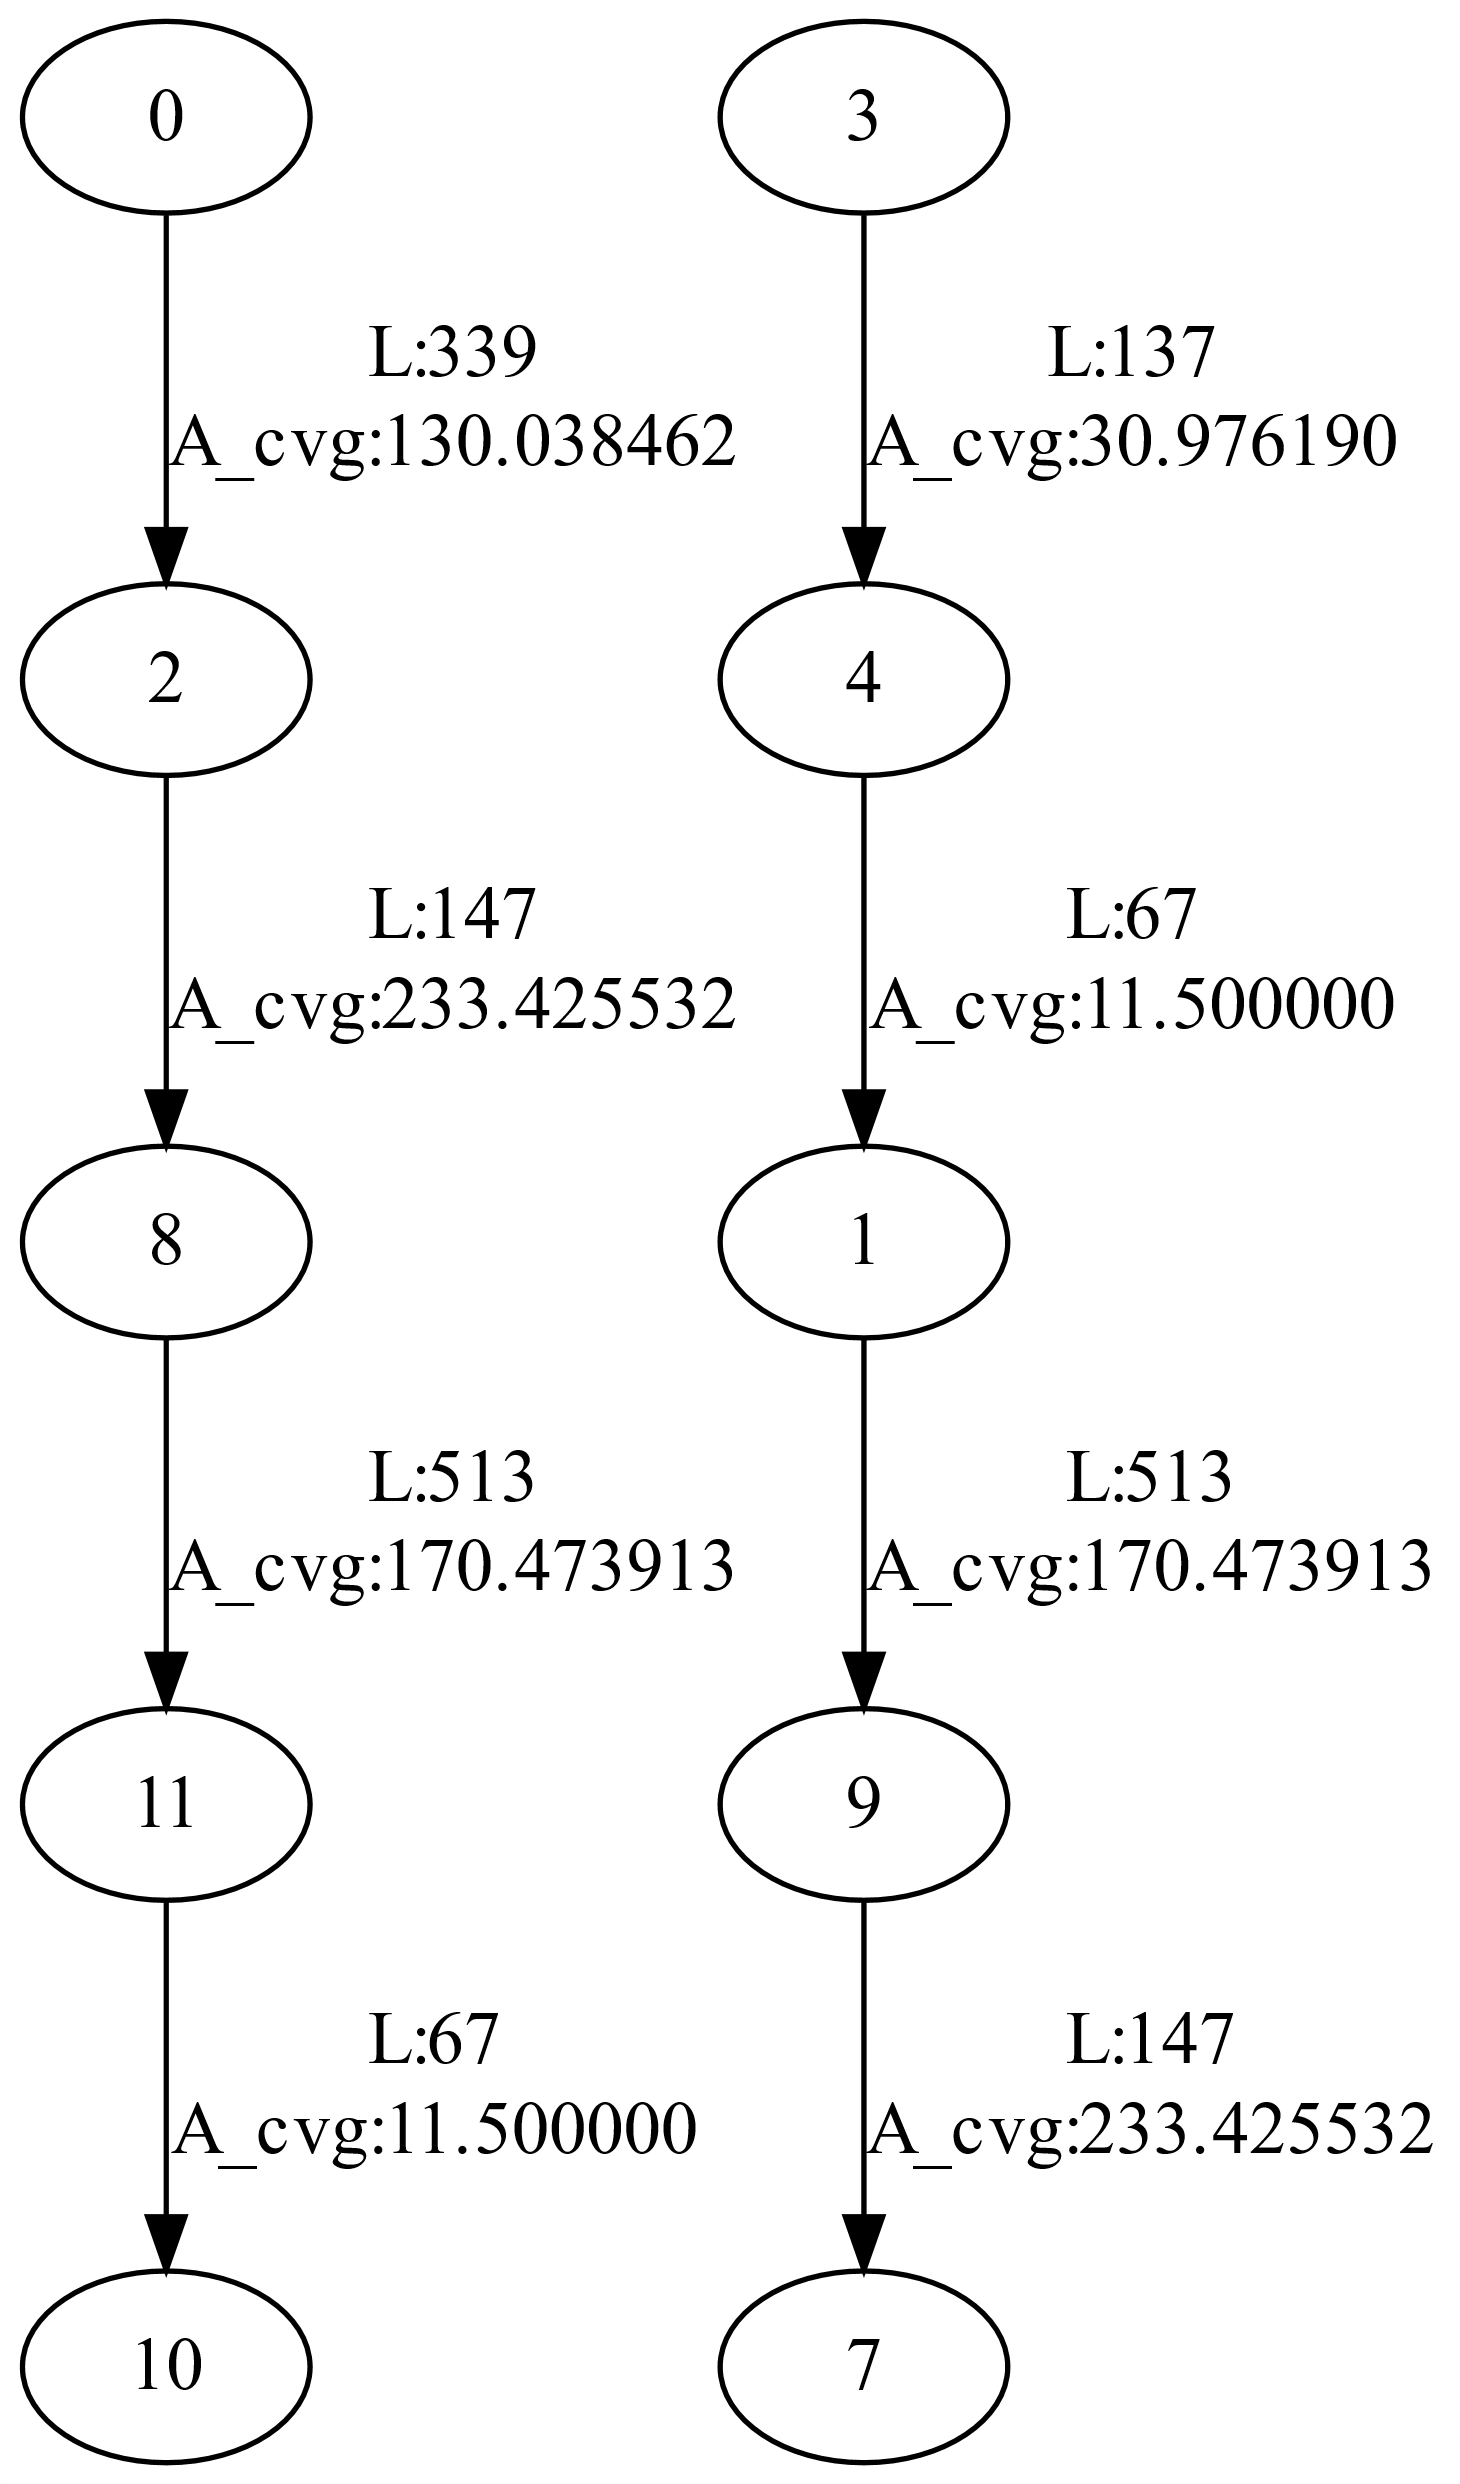 0
3
L:339
A_cvg:130.038462
L:137
A_cvg:30.976190
2
4
L:147
A_cvg:233.425532
L:67
A_cvg:11.500000
8
1
L:513
A_cvg:170.473913
L:513
A_cvg:170.473913
11
9
L:67
A_cvg:11.500000
L:147
A_cvg:233.425532
10
7